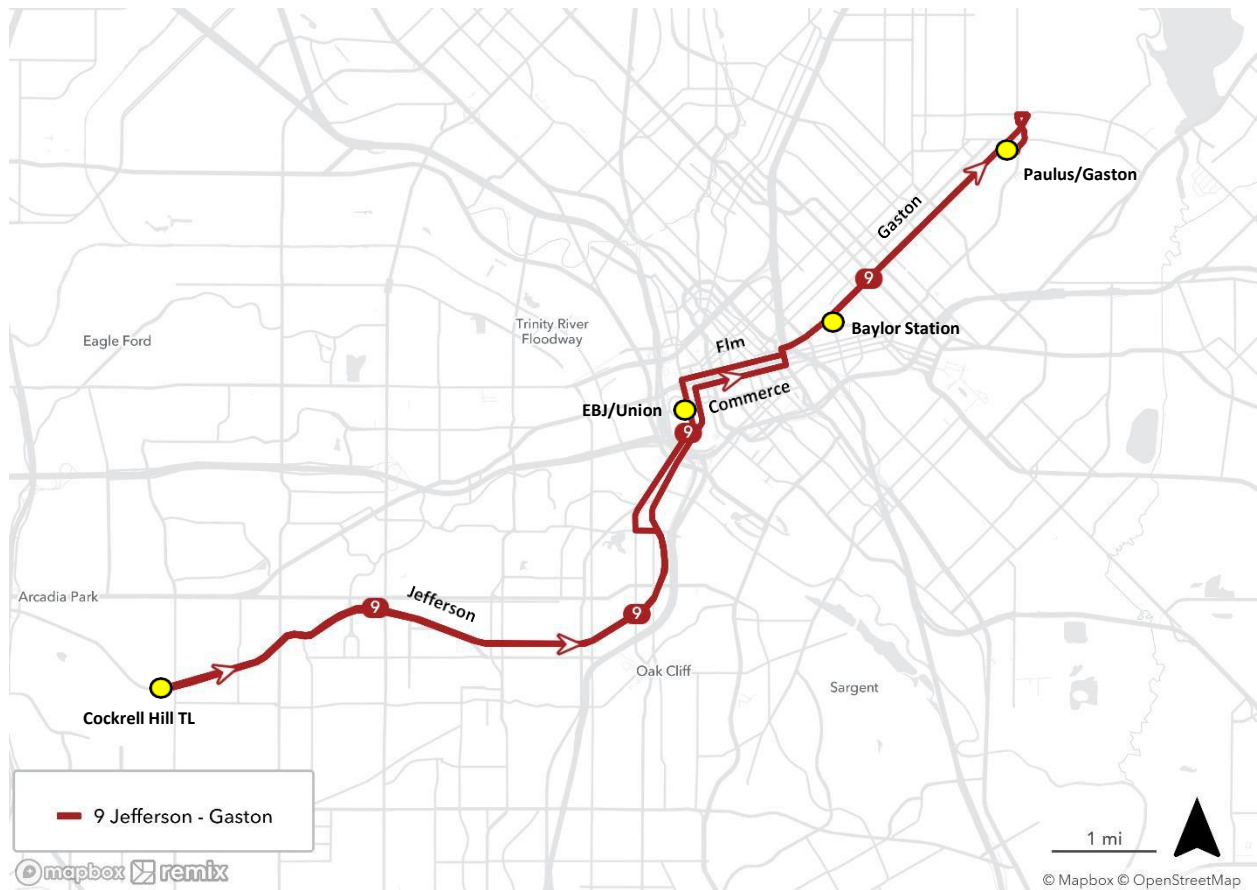 Paulus/Gaston
Gaston
9
Baylor Station
Trinity River
Floodway
Eagle Ford
Elm
Commerce
EBJ/Union
9
Arcadia Park
Jefferson
9
9
Oak Cliff
Sargent
Cockrell Hill TL
9 Jefferson - Gaston
1 mi
mapbox remix
© Mapbox © OpenStreetMap